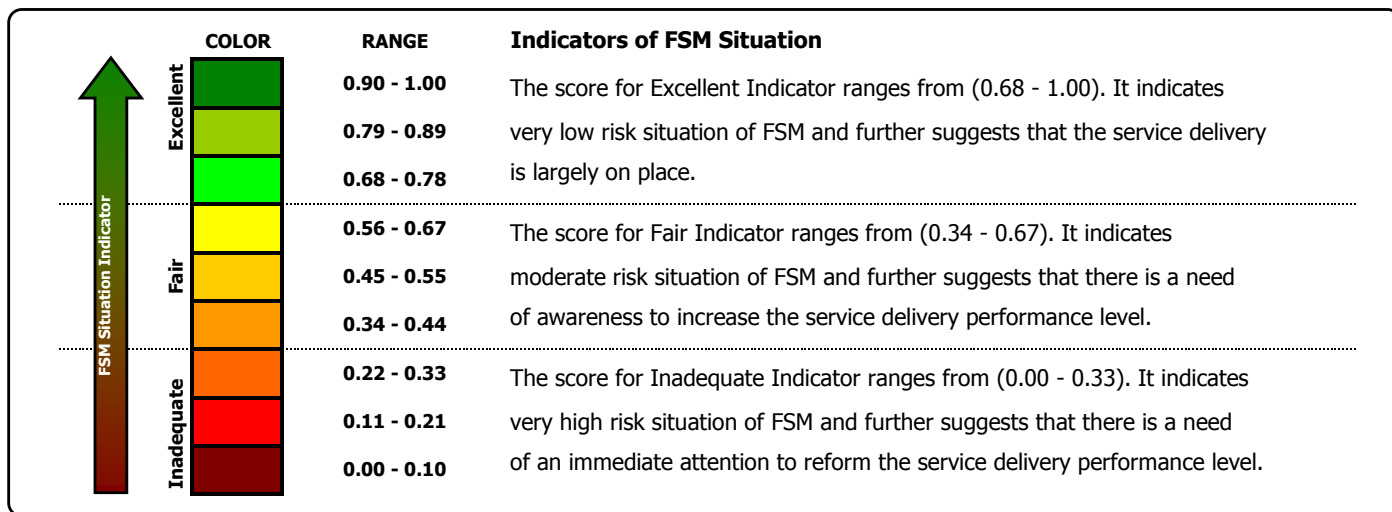 COLOR RANGE Indicators of FSM Situation
FSM Situation Indicator
Excellent
0.90 - 1.00 The score for Excellent Indicator ranges from (0.68 - 1.00). It indicates
0.79 - 0.89 very low risk situation of FSM and further suggests that the service delivery
0.68 - 0.78 is largely on place.
Fair
0.56 - 0.67 The score for Fair Indicator ranges from (0.34 - 0.67). It indicates
0.45 - 0.55 moderate risk situation of FSM and further suggests that there is a need
0.34 - 0.44 of awareness to increase the service delivery performance level.
Inadequate
0.22 - 0.33 The score for Inadequate Indicator ranges from (0.00 - 0.33). It indicates
0.11 - 0.21 very high risk situation of FSM and further suggests that there is a need
0.00 - 0.10 of an immediate attention to reform the service delivery performance level.